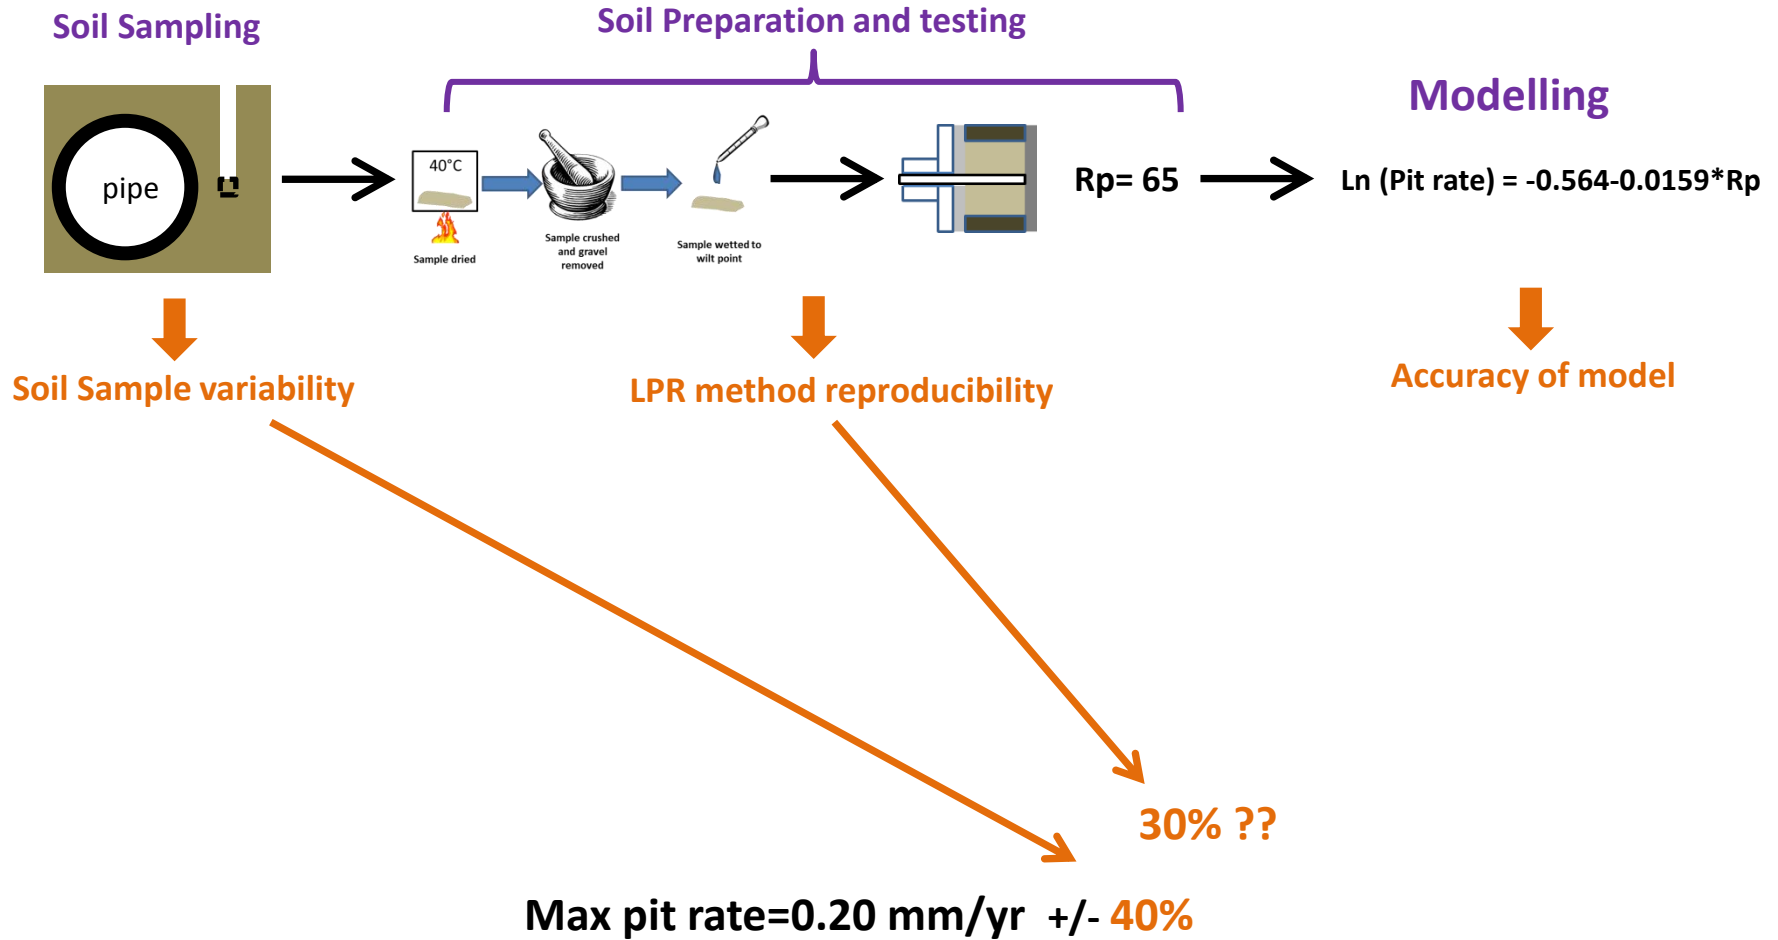 Soil Sampling
Soil Preparation and testing
Modelling
pipe
40°C
Sample dried
Sample crushed
and gravel
removed
Sample wetted to
wilt point
Rp= 65
Ln (Pit rate) = -0.564-0.0159*Rp
Soil Sample variability
LPR method reproducibility
Accuracy of model
30% ??
Max pit rate=0.20 mm/yr +/- 40%